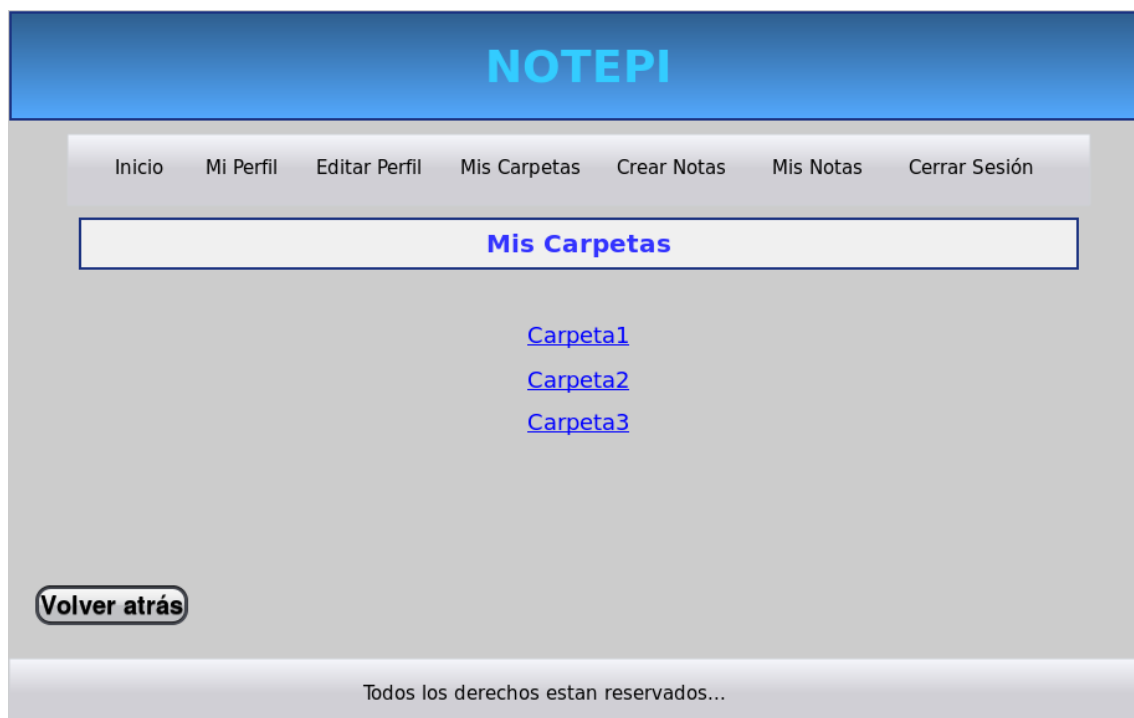 NOTEPI
Inicio Mi Perfil Editar Perfil Mis Carpetas Crear Notas Mis Notas Cerrar Sesión
Mis Carpetas
Carpeta1
Carpeta2
Carpeta3
Volver atrás
Todos los derechos estan reservados...